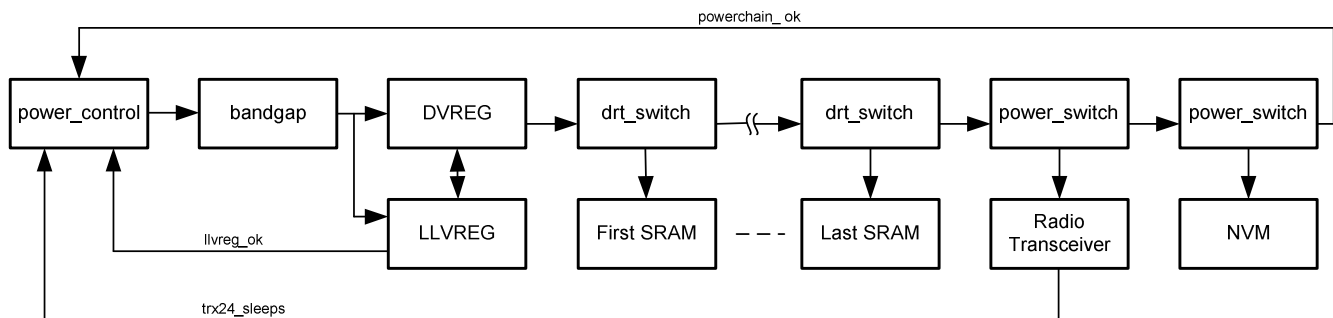 powerchain_ ok
power_control
bandgap
DVREG
drt_switch
drt_switch
power_switch
power_switch
LLVREG
First SRAM
Last SRAM
Radio
Transceiver
NVM
llvreg_ok
trx24_sleeps